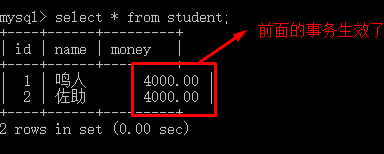 mysql> select * from student;
前面的事务生效了
+----+------+---------+
| id | name | money |
+----+------+---------+
| 1 | 鸣人 | 4000.00 |
| 2 | 佐助 | 4000.00 |
+----+------+---------+
2 rows in set (0.00 sec)